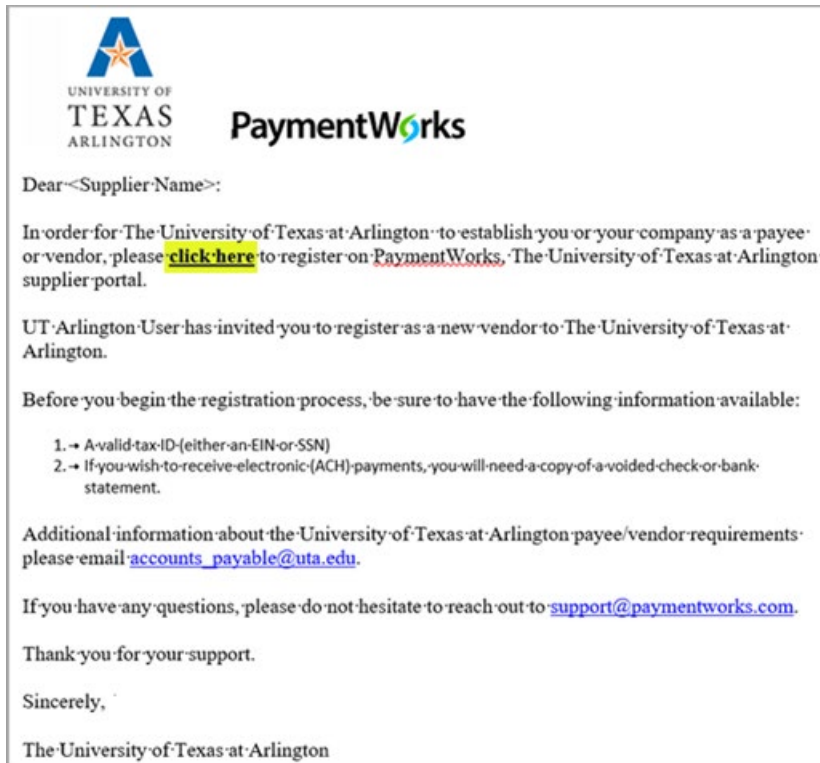 UNIVERSITY OF
TEXAS
ARLINGTON
PaymentWorks
Dear <Supplier Name>:
In order for The University of Texas at Arlington to establish you or your company as a payee
or vendor, please click here to register on PaymentWorks, The University of Texas at Arlington
supplier portal.
UT Arlington User has invited you to register as a new vendor to The University of Texas at
Arlington.
Before you begin the registration process, be sure to have the following information available:
1. A valid tax ID (either an EIN or SSN)
2. If you wish to receive electronic (ACH) payments, you will need a copy of a voided check or bank
statement.
Additional information about the University of Texas at Arlington payee/vendor requirements
please email accounts_payable@uta.edu.
If you have any questions, please do not hesitate to reach out to support@paymentworks.com.
Thank you for your support.
Sincerely,
The University of Texas at Arlington